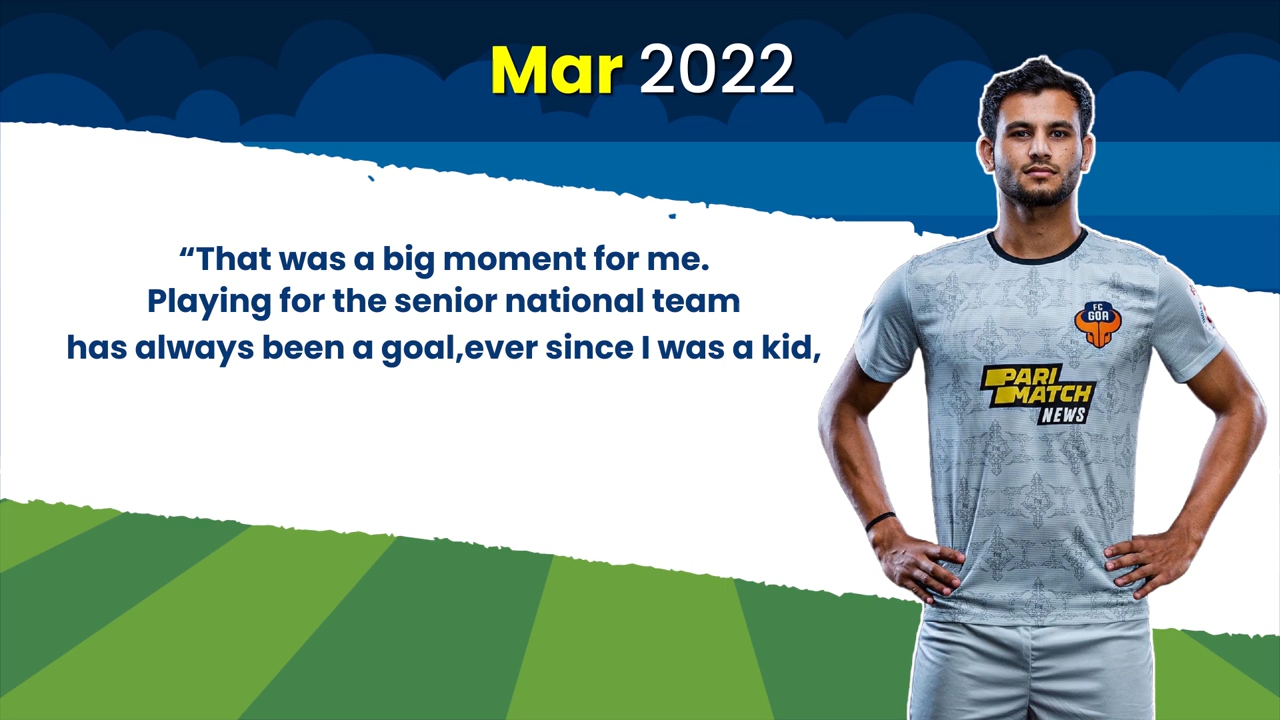 Mar 2022
“That was a big moment for me.
Playing for the senior national team
has always been a goal,ever since I was a kid,
FC
GOA
PARI
MATCH
NEWS